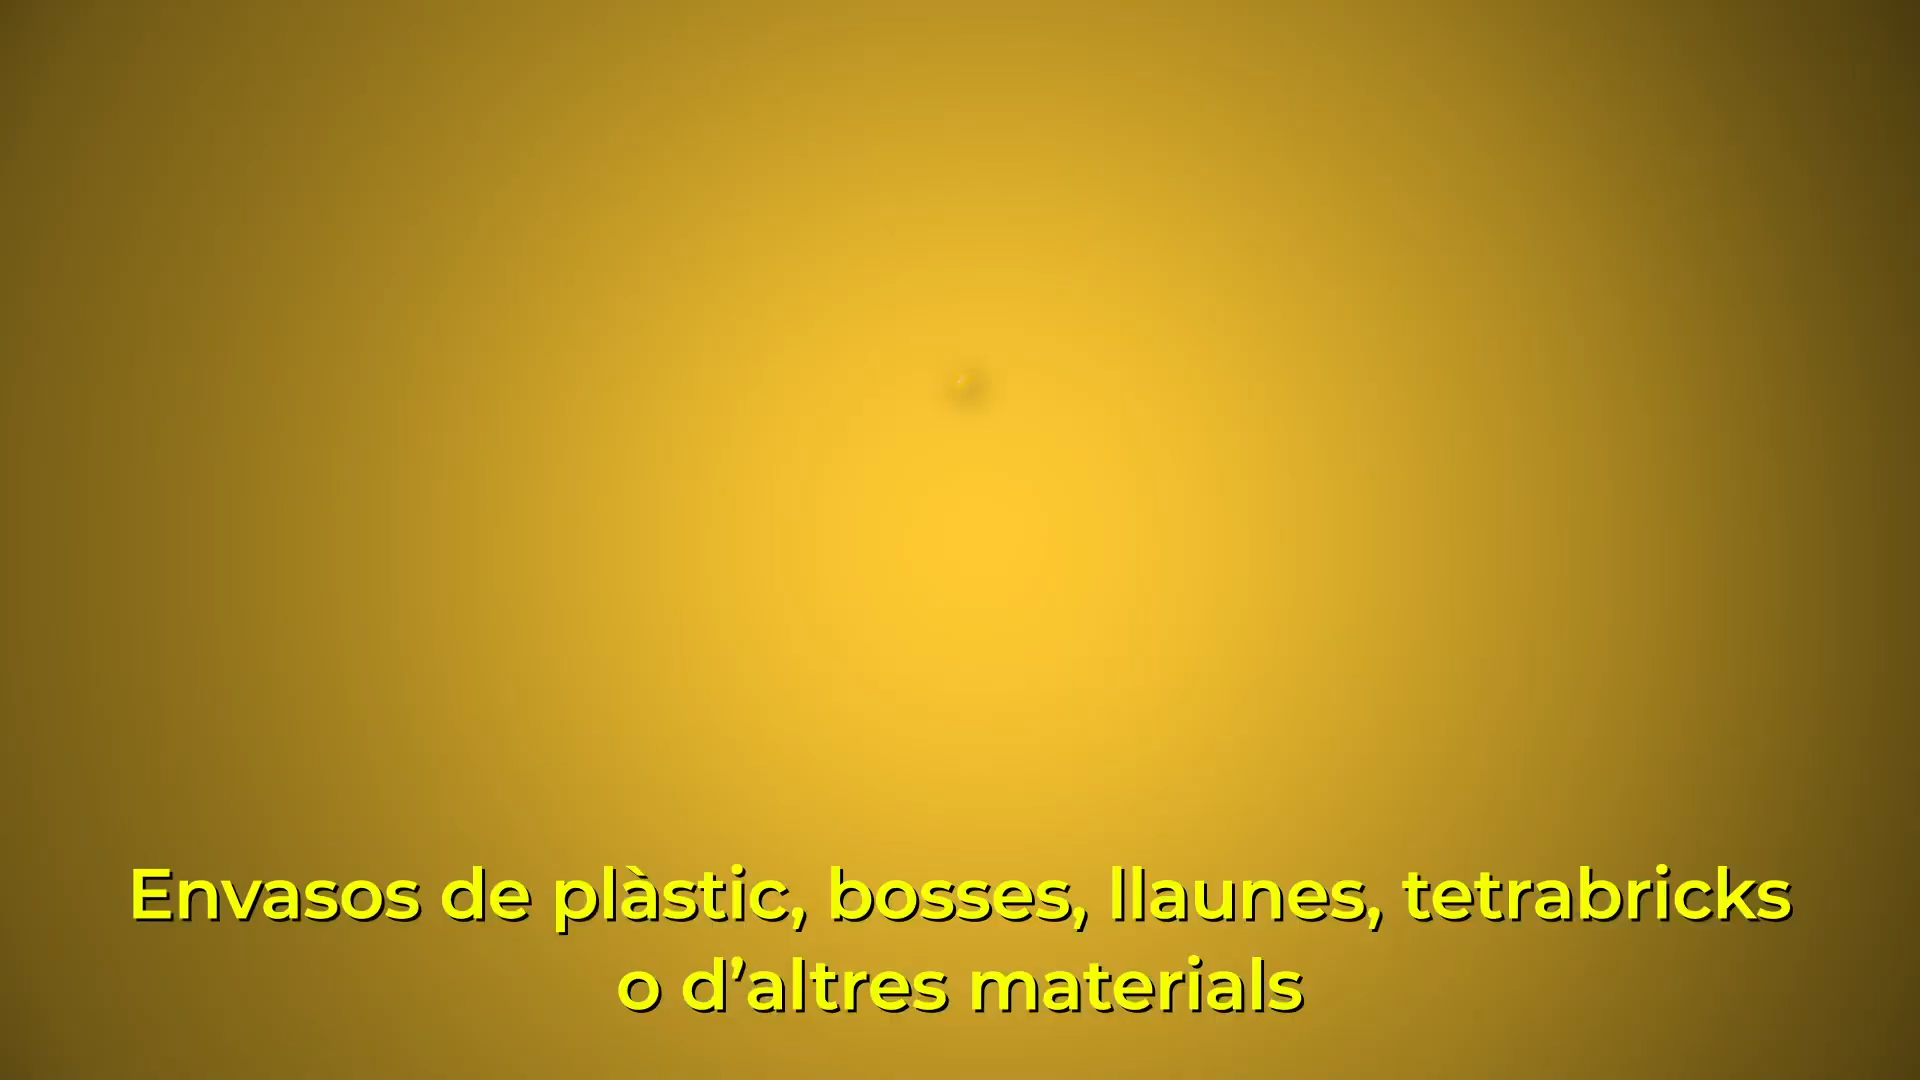 Envasos de plàstic, bosses, llaunes, tetrabricks
o d’altres materials